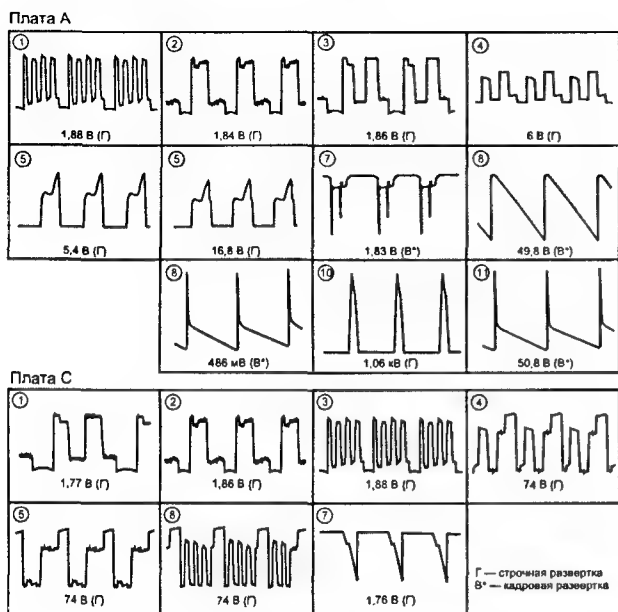 Плата А
① ② ③ ④
1,88 В (Г) 1,84 В (Г) 1,86 В (Г) 6 В (Г)
⑤ ⑤ ⑦ ⑧
5,4 В (Г) 16,8 В (Г) 1,83 В (В*) 49,8 В (В*)
⑧ ⑩ ⑪
486 мВ (В*) 1,06 кВ (Г) 50,8 В (В*)
Плата С
① ② ③ ④
1,77 В (Г) 1,86 В (Г) 1,88 В (Г) 74 В (Г)
⑤ ⑧ ⑦
Г — строчная развертка
В* — кадровая развертка
74 В (Г) 74 В (Г) 1,76 В (Г)